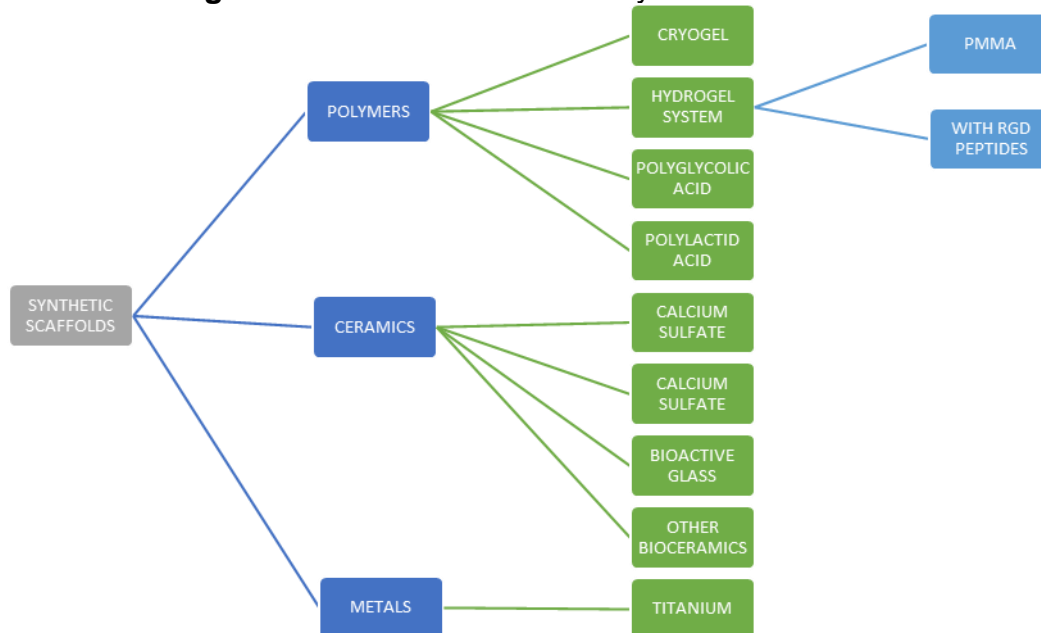 CRYOGEL
PMMA
POLYMERS
HYDROGEL
SYSTEM
WITH RGD
PEPTIDES
POLYGLYCOLIC
ACID
POLYLACTID
ACID
SYNTHETIC
SCAFFOLDS
CERAMICS
CALCIUM
SULFATE
CALCIUM
SULFATE
BIOACTIVE
GLASS
OTHER
BIOCERAMICS
METALS
TITANIUM